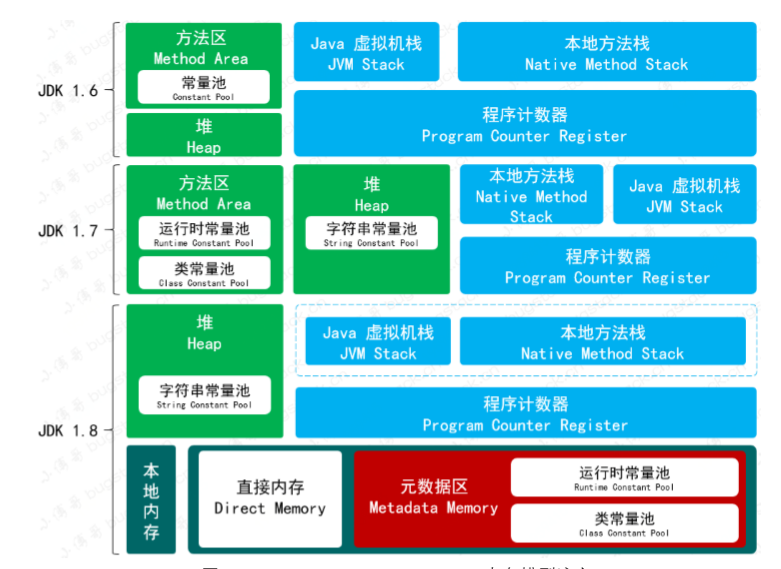 JDK 1.6
方法区
Method Area
常量池
Constant Pool
堆
Heap
Java 虚拟机栈
JVM Stack
本地方法栈
Native Method Stack
程序计数器
Program Counter Register
JDK 1.7
方法区
Method Area
运行时常量池
Runtime Constant Pool
类常量池
Class Constant Pool
堆
Heap
字符串常量池
String Constant Pool
本地方法栈
Native Method
Stack
Java 虚拟机栈
JVM Stack
程序计数器
Program Counter Register
JDK 1.8
堆
Heap
字符串常量池
String Constant Pool
Java 虚拟机栈
JVM Stack
本地方法栈
Native Method Stack
程序计数器
Program Counter Register
本地内存
直接内存
Direct Memory
元数据区
Metadata Memory
运行时常量池
Runtime Constant Pool
类常量池
Class Constant Pool